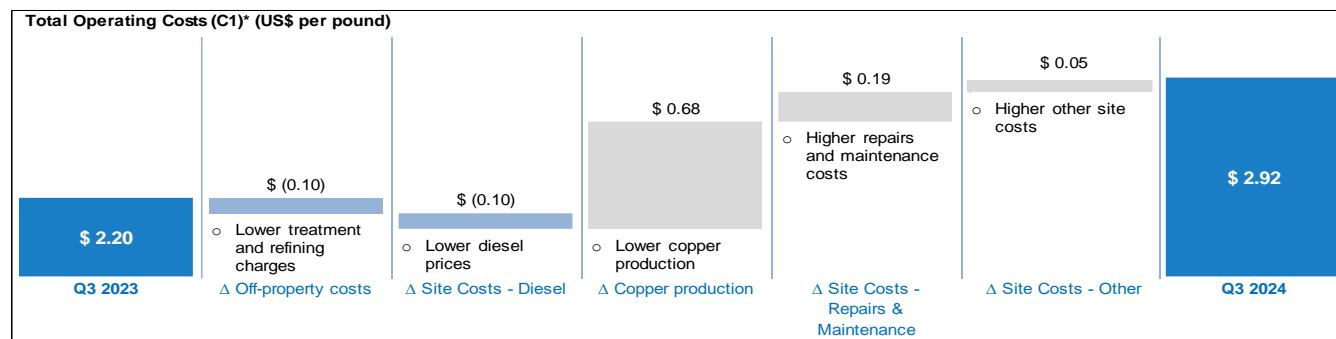 Total Operating Costs (C1)* (US$ per pound)
$ 2.20
Q3 2023
$ (0.10)
o Lower treatment
and refining
charges
Δ Off-property costs
$ (0.10)
o Lower diesel
prices
Δ Site Costs - Diesel
$ 0.68
o Lower copper
production
Δ Copper production
$ 0.19
o Higher repairs
and maintenance
costs
Δ Site Costs -
Repairs &
Maintenance
$ 0.05
o Higher other site
costs
Δ Site Costs - Other
$ 2.92
Q3 2024